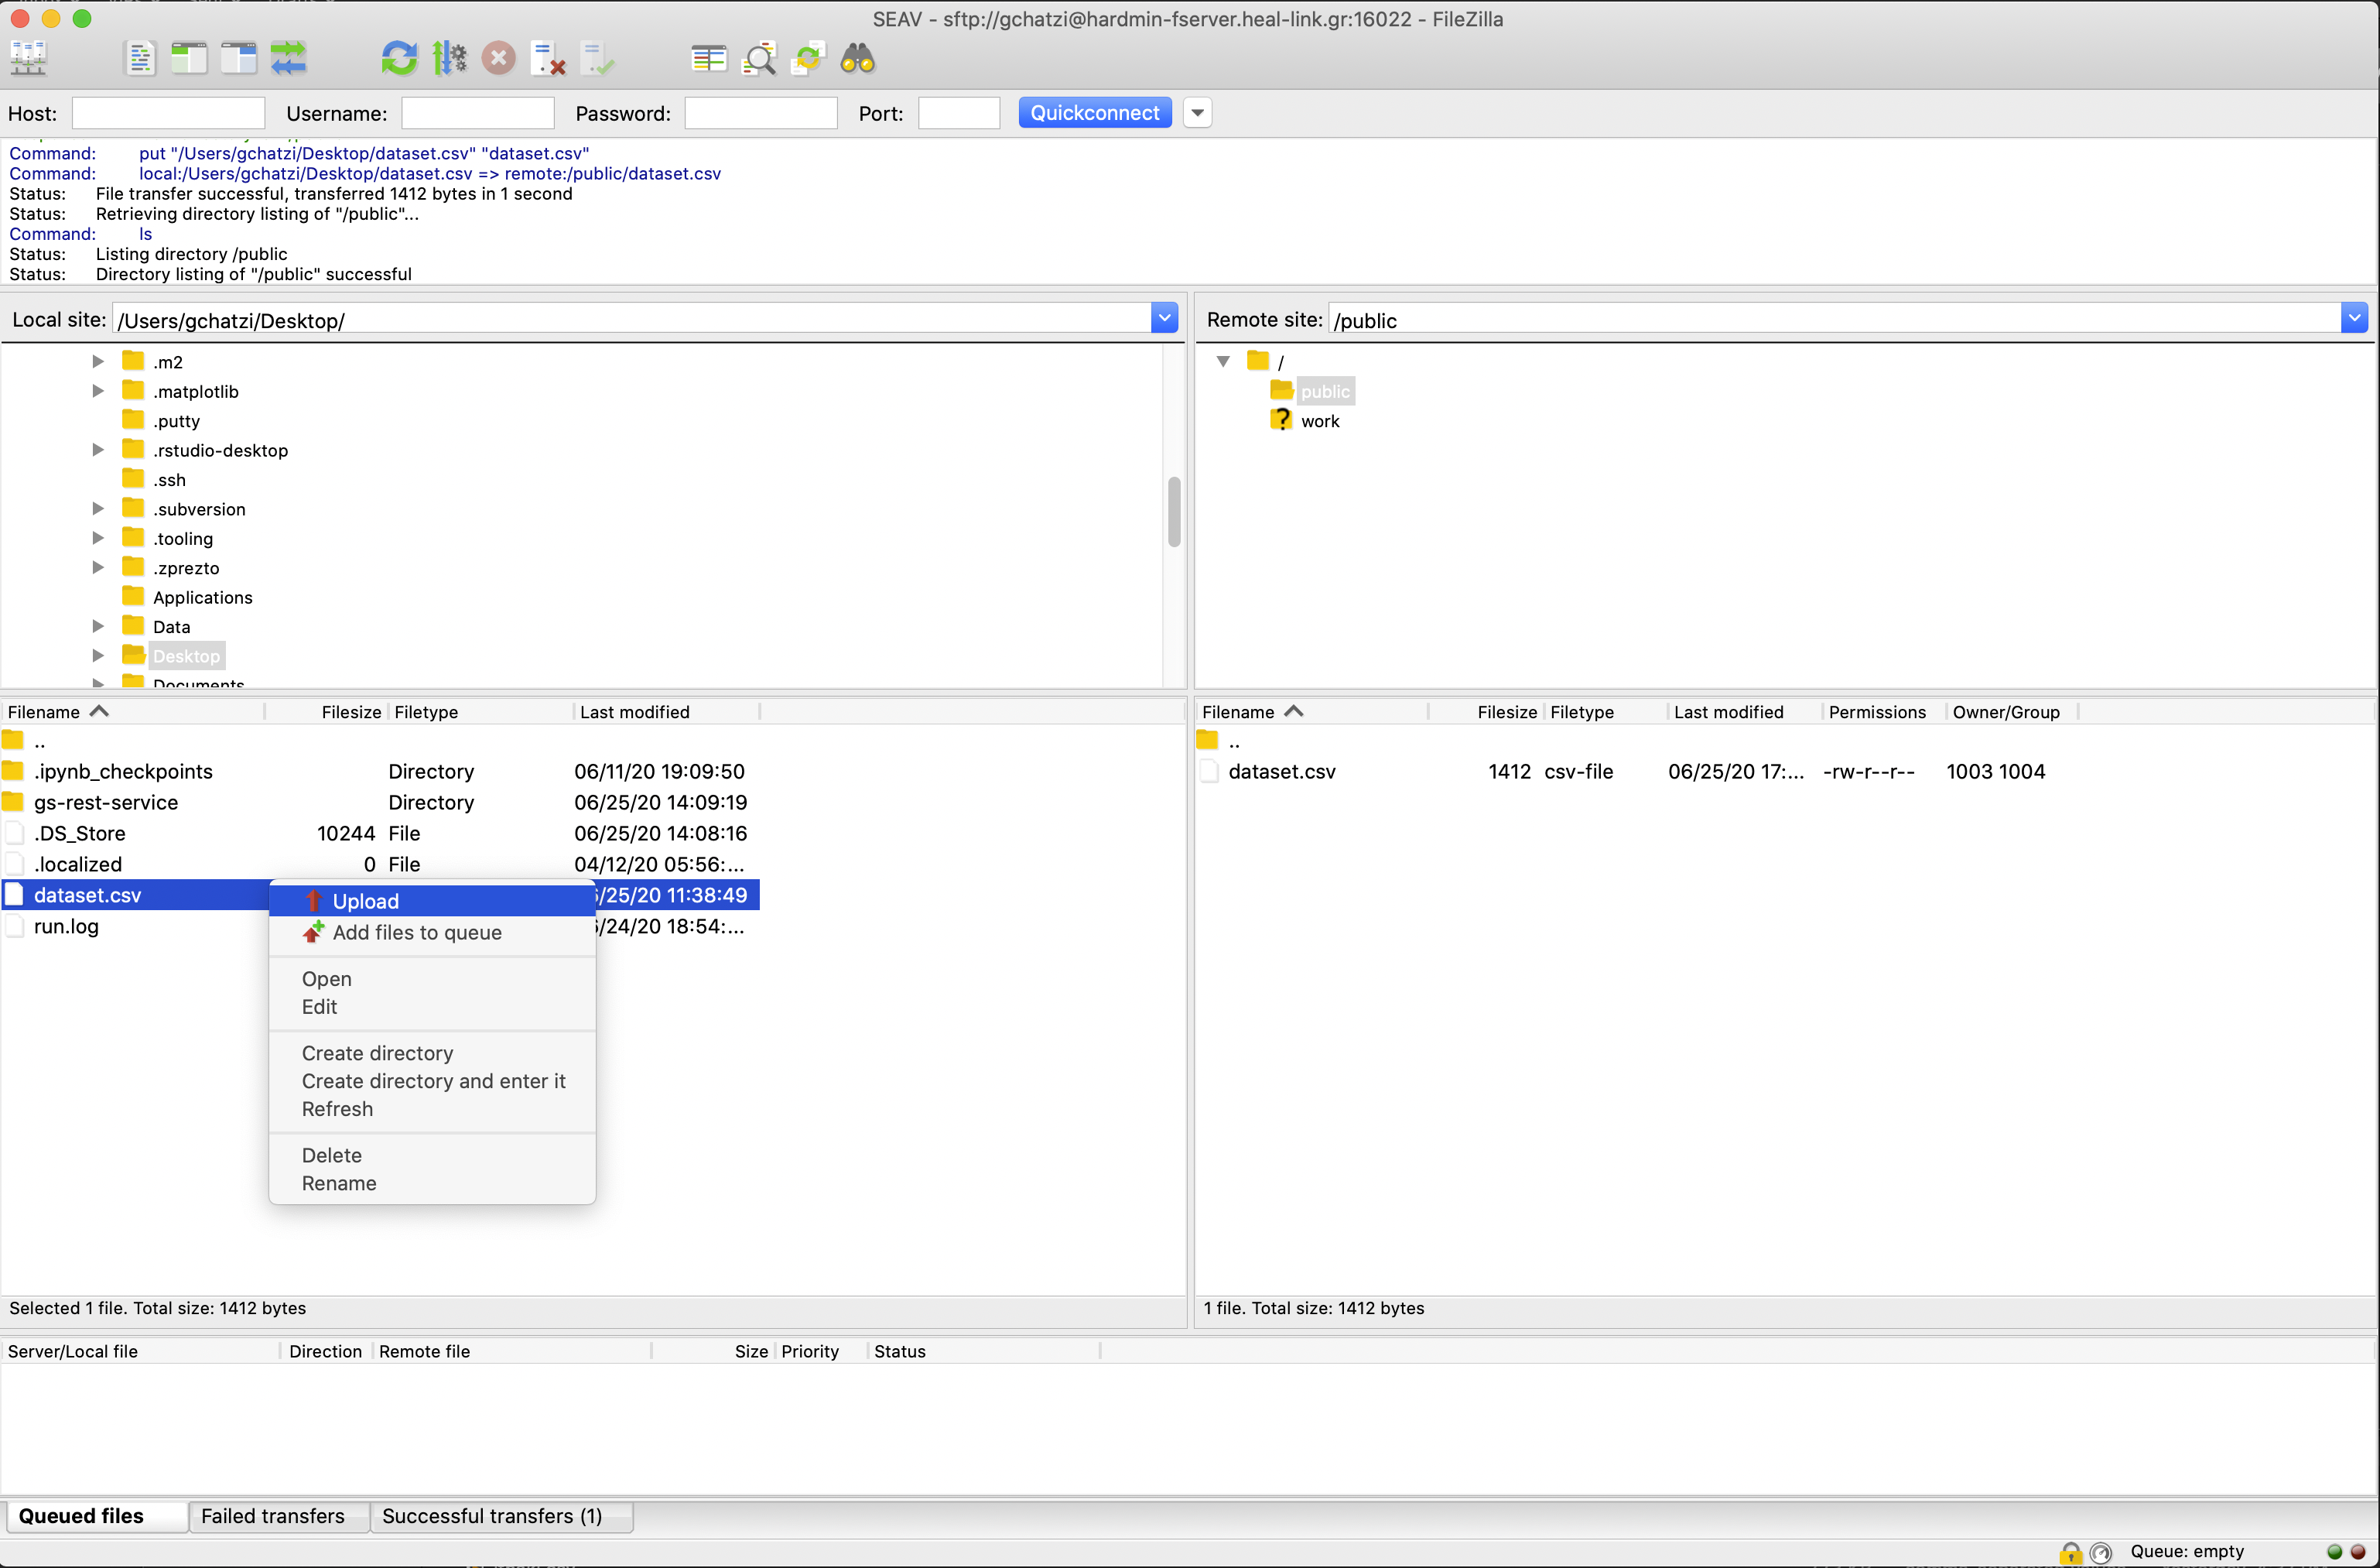 SEAV - sftp://gchatzi@hardmin-fserver.heal-link.gr:16022 - FileZilla
Host: Username: Password: Port: Quickconnect
Command: put "/Users/gchatzi/Desktop/dataset.csv" "dataset.csv"
Command: local:/Users/gchatzi/Desktop/dataset.csv => remote:/public/dataset.csv
Status: File transfer successful, transferred 1412 bytes in 1 second
Status: Retrieving directory listing of "/public"...
Command: ls
Status: Listing directory /public
Status: Directory listing of "/public" successful
Local site: /Users/gchatzi/Desktop/
.m2
.matplotlib
.putty
.rstudio-desktop
.ssh
.subversion
.tooling
.zprezto
Applications
Data
Desktop
Documents
Remote site: /public
/
public
? work
Filename Filesize Filetype Last modified
..
.ipynb_checkpoints Directory 06/11/20 19:09:50
gs-rest-service Directory 06/25/20 14:09:19
.DS_Store 10244 File 06/25/20 14:08:16
.localized 0 File 04/12/20 05:56:...
dataset.csv /25/20 11:38:49
run.log /24/20 18:54:...
Upload
Add files to queue
Open
Edit
Create directory
Create directory and enter it
Refresh
Delete
Rename
Selected 1 file. Total size: 1412 bytes
Filename Filesize Filetype Last modified Permissions Owner/Group
..
dataset.csv 1412 csv-file 06/25/20 17:... -rw-r--r-- 1003 1004
1 file. Total size: 1412 bytes
Server/Local file Direction Remote file Size Priority Status
Queued files Failed transfers Successful transfers (1)
Queue: empty